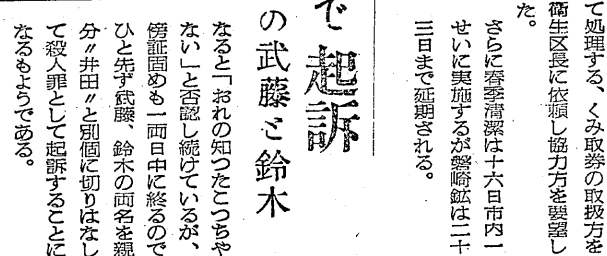 て処理する、くみ取券の取扱方を
衛生区長に依頼し協力方を要望し
た。
さらに春季清潔は十六日市内一
せいに実施するが磐崎鉱は二十
三日まで延期される。
で起訴
の武藤と鈴木
なると「おれの知つたこつちや
ない」と否認し続けているが、
傍証固めも一両日中に終るので
ひと先ず武藤、鈴木の両名を親
分〃井田〃と別個に切りはなし
て殺人罪として起訴することに
なるもようである。